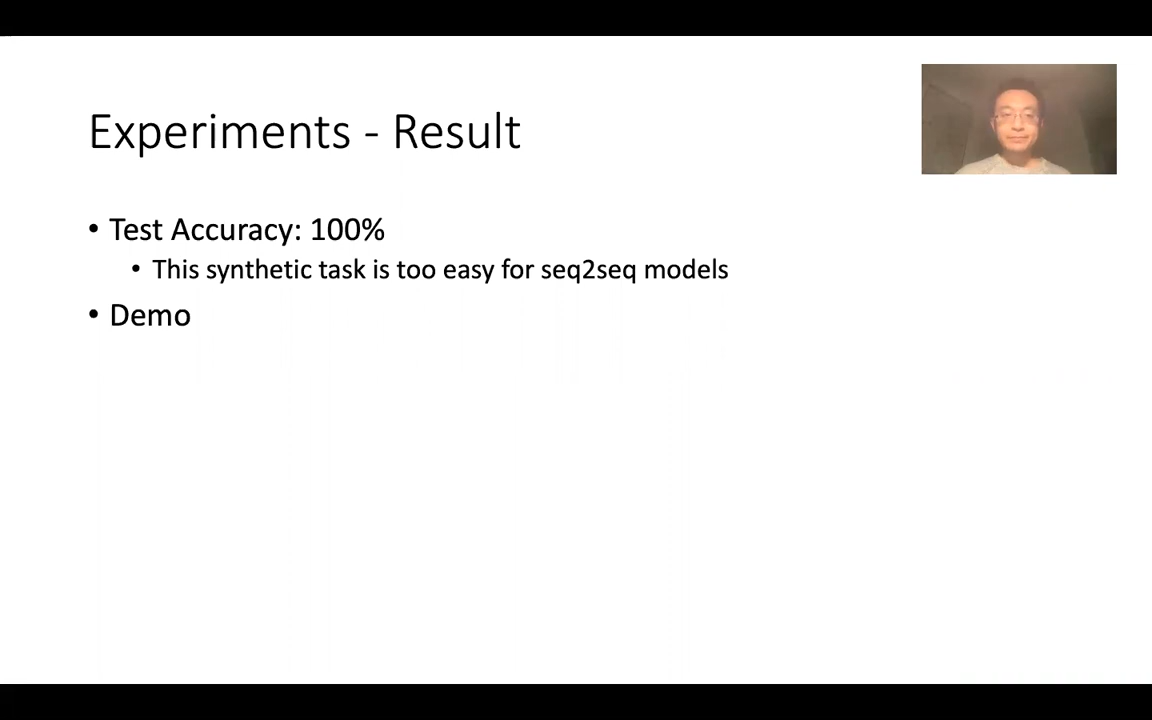 Experiments - Result
• Test Accuracy: 100%
• This synthetic task is too easy for seq2seq models
• Demo